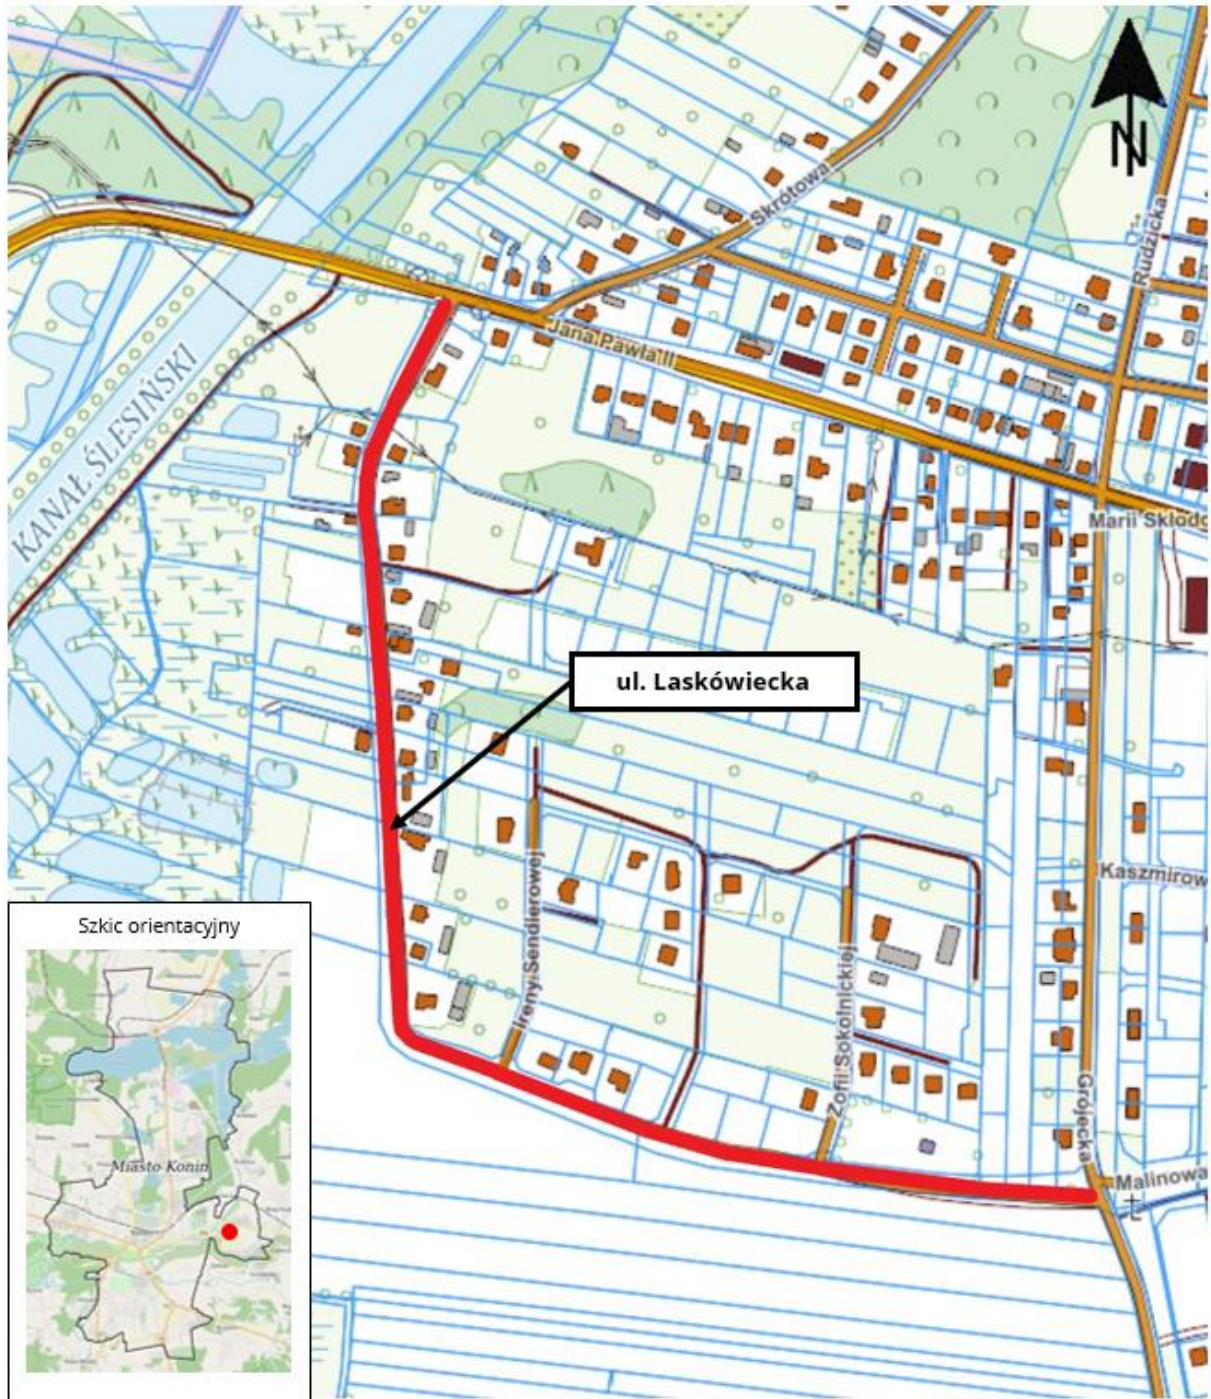 N
Skrótowa
Rudzicka
Jana Pawła II
KANAŁ ŚLESIŃSKI
Marii Skłodo
ul. Laskówiecka
Kaszmirow
Ireny Sendlerowej
Zofii Sokolnickiej
Grójecka
Malinowa
Szkic orientacyjny
Miasto Konin